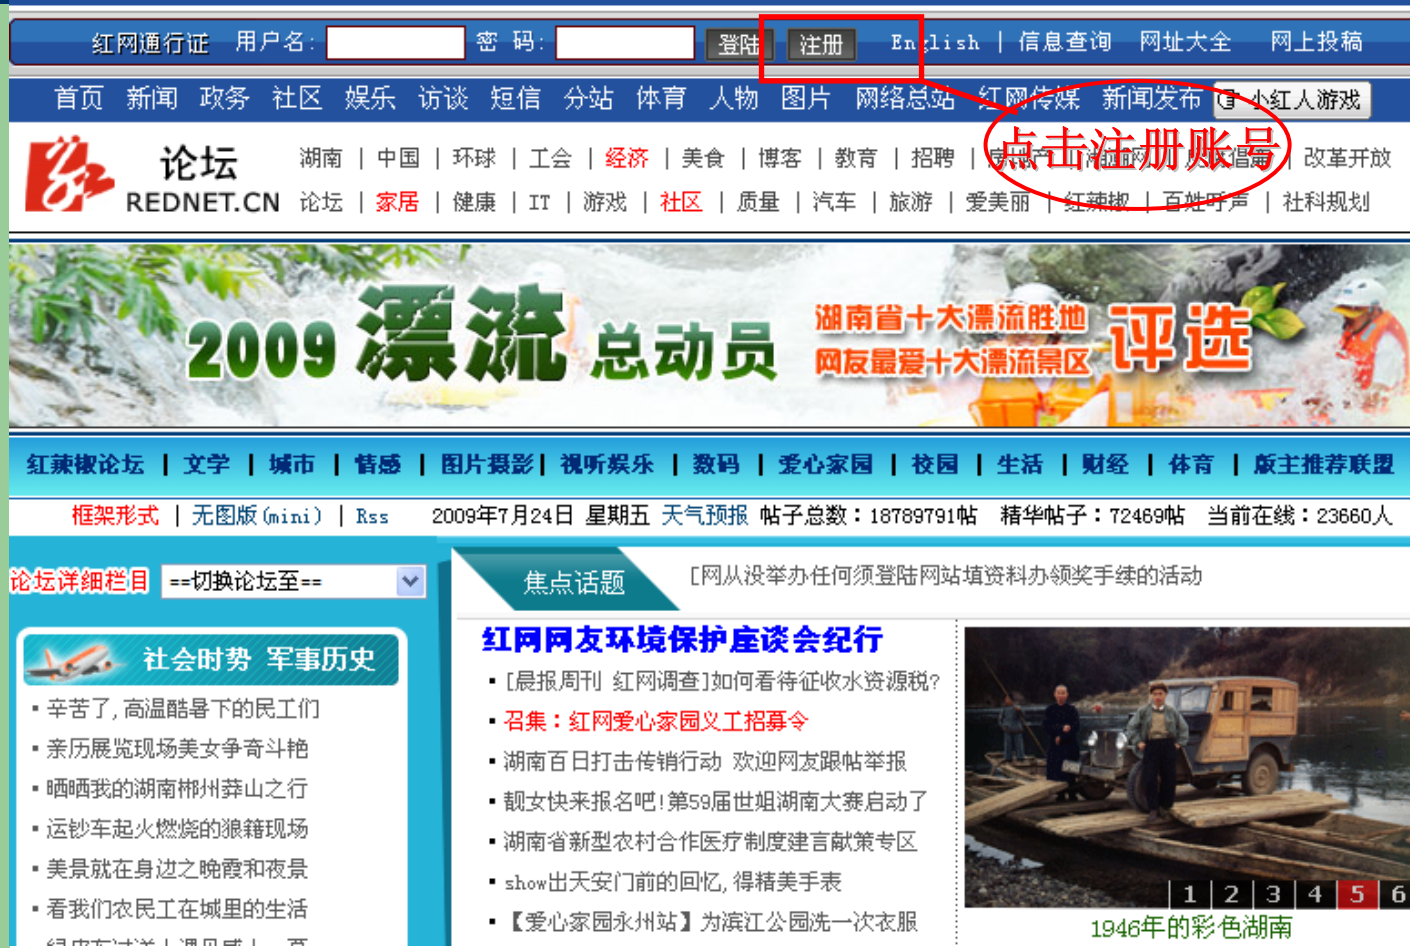 红网通行证 用户名: 密 码: 登陆 注册 English | 信息查询 网址大全 网上投稿
首页 新闻 政务 社区 娱乐 访谈 短信 分站 体育 人物 图片 网络总站 红网传媒 新闻发布 小红人游戏
点击注册账号
论坛
REDNET.CN
湖南 | 中国 | 环球 | 工会 | 经济 | 美食 | 博客 | 教育 | 招聘 | 房地产 | | 改革开放
论坛 | 家居 | 健康 | IT | 游戏 | 社区 | 质量 | 汽车 | 旅游 | 爱美丽 | 红辣椒 | 百姓呼声 | 社科规划
2009 漂流 总动员
湖南省十大漂流胜地
网友最爱十大漂流景区
评选
红辣椒论坛 | 文学 | 城市 | 情感 | 图片摄影 | 视听娱乐 | 数码 | 爱心家园 | 校园 | 生活 | 财经 | 体育 | 版主推荐联盟
框架形式 | 无图版(mini) | Rss 2009年7月24日 星期五 天气预报 帖子总数：18789791帖 精华帖子：72469帖 当前在线：23660人
论坛详细栏目 ==切换论坛至==
焦点话题 [网从没举办任何须登陆网站填资料办领奖手续的活动
社会时势 军事历史
▪ 辛苦了,高温酷暑下的民工们
▪ 亲历展览现场美女争奇斗艳
▪ 晒晒我的湖南郴州莽山之行
▪ 运钞车起火燃烧的狼籍现场
▪ 美景就在身边之晚霞和夜景
▪ 看我们农民工在城里的生活
红网网友环境保护座谈会纪行
▪ [晨报周刊 红网调查]如何看待征收水资源税?
▪ 召集：红网爱心家园义工招募令
▪ 湖南百日打击传销行动 欢迎网友跟帖举报
▪ 靓女快来报名吧!第59届世姐湖南大赛启动了
▪ 湖南省新型农村合作医疗制度建言献策专区
▪ show出天安门前的回忆,得精美手表
▪ 【爱心家园永州站】为滨江公园洗一次衣服
1 2 3 4 5 6
1946年的彩色湖南